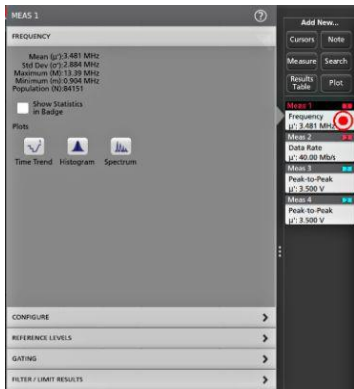 MEAS 1
FREQUENCY
Mean (µ'): 3.481 MHz
Std Dev (σ'): 2.884 MHz
Maximum (M): 13.39 MHz
Minimum (m): 0.904 MHz
Population (N): 84151
Show Statistics
in Badge
Plots
Time Trend Histogram Spectrum
CONFIGURE
REFERENCE LEVELS
GATING
FILTER / LIMIT RESULTS
Add New...
Cursors Note
Measure Search
Results
Table
Plot
Meas 1
Frequency
µ': 3.481 MHz
Meas 2
Data Rate
µ': 40.00 Mb/s
Meas 3
Peak-to-Peak
µ': 3.500 V
Meas 4
Peak-to-Peak
µ': 3.500 V